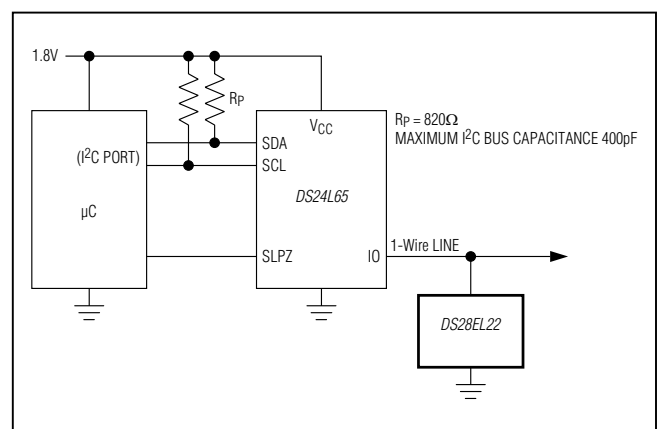 1.8V
RP
RP = 820Ω
MAXIMUM I²C BUS CAPACITANCE 400pF
VCC
(I²C PORT)
SDA
SCL
DS24L65
µC
SLPZ
IO
1-Wire LINE
DS28EL22